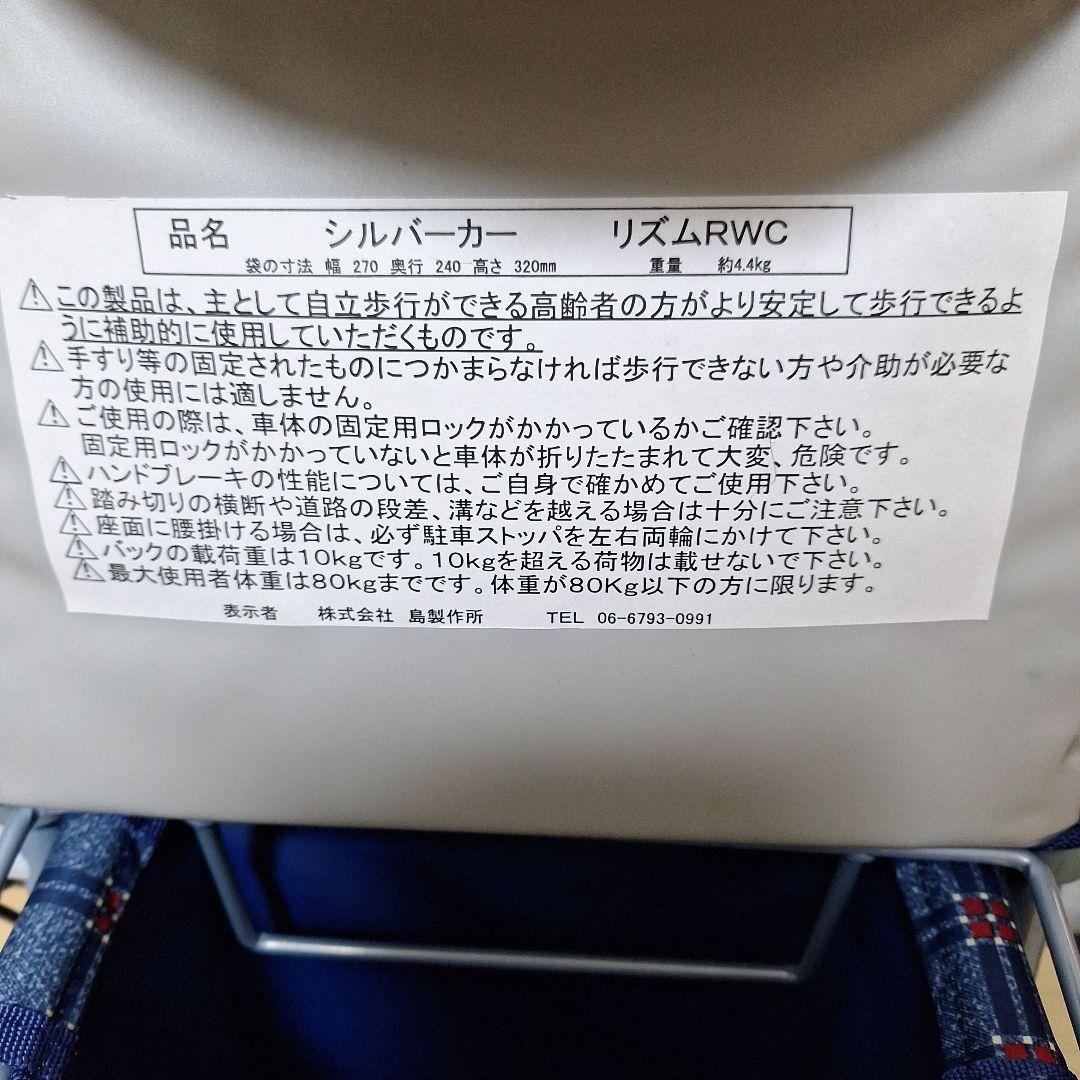 品名 シルバーカー リズムRWC
袋の寸法 幅 270 奥行 240 高さ 320mm 重量 約4.4kg
⚠この製品は、主として自立歩行ができる高齢者の方がより安定して歩行できるよ
うに補助的に使用していただくものです。
⚠手すり等の固定されたものにつかまらなければ歩行できない方や介助が必要な
方の使用には適しません。
⚠ご使用の際は、車体の固定用ロックがかかっているかご確認下さい。
固定用ロックがかかっていないと車体が折りたたまれて大変、危険です。
⚠ハンドブレーキの性能については、ご自身で確かめてご使用下さい。
⚠踏み切りの横断や道路の段差、溝などを越える場合は十分にご注意下さい。
⚠座面に腰掛ける場合は、必ず駐車ストッパを左右両輪にかけて下さい。
⚠バックの載荷重は10kgです。10kgを超える荷物は載せないで下さい。
⚠最大使用者体重は80kgまでです。体重が80Kg以下の方に限ります。
表示者 株式会社 島製作所 TEL 06-6793-0991